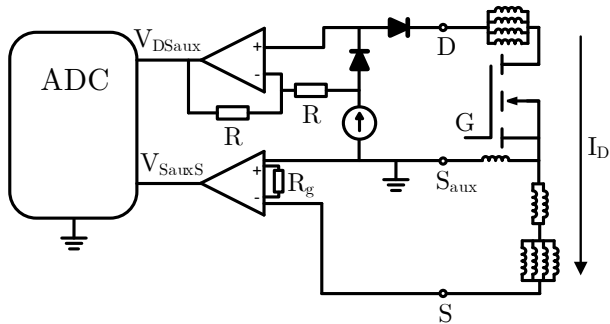 ADC
V_DSaux
+
-
R
R
D
G
I_D
V_SauxS
+
-
R_g
S_aux
S